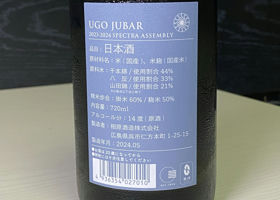 UGO JUBAR
2023-2024 SPECTRA ASSEMBLY
品目:日本酒
原材料名:米(国産)、米麹(国産米)
原料米:千本錦/使用割合 44%
八反/使用割合 33%
山田錦/使用割合 21%
精米歩合:掛米 60% / 麹米 50%
内容量:720ml
アルコール分:14度[原酒]
製造者:相原酒造株式会社
広島県呉市仁方本町 1-25-15
製造年月:2024.05
4 936354 027050